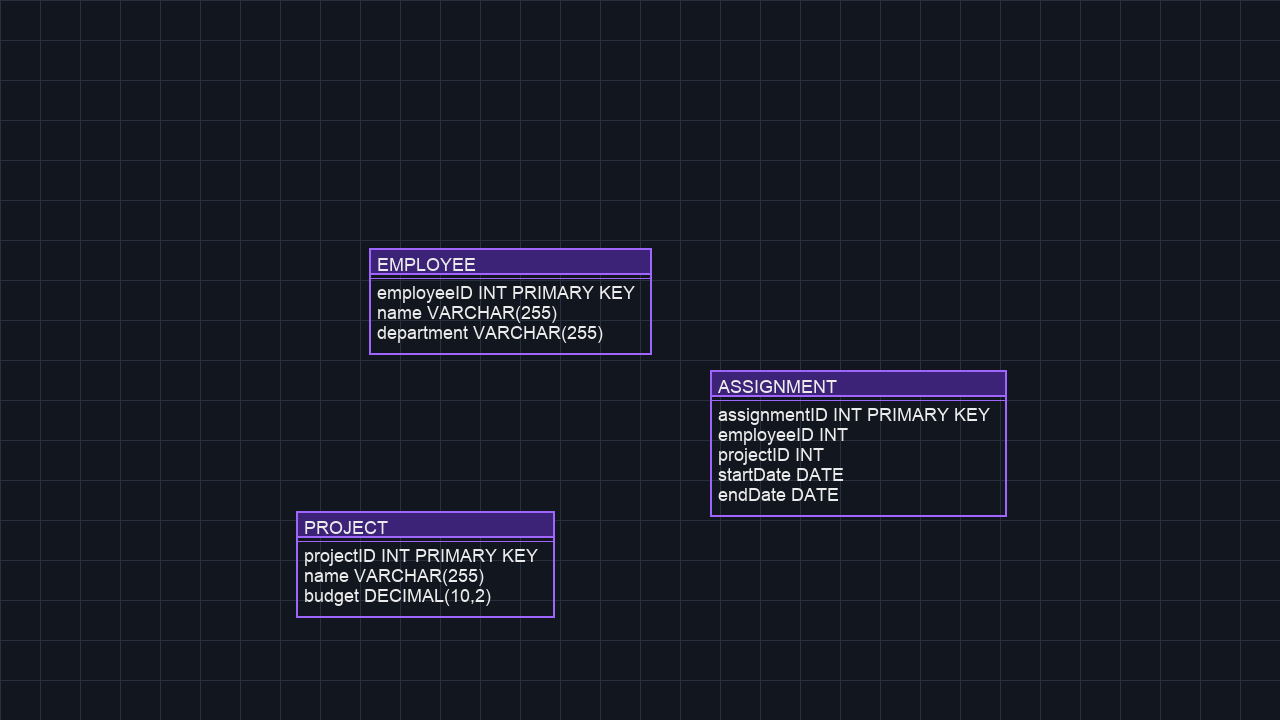 EMPLOYEE
employeeID INT PRIMARY KEY
name VARCHAR(255)
department VARCHAR(255)
ASSIGNMENT
assignmentID INT PRIMARY KEY
employeeID INT
projectID INT
startDate DATE
endDate DATE
PROJECT
projectID INT PRIMARY KEY
name VARCHAR(255)
budget DECIMAL(10,2)